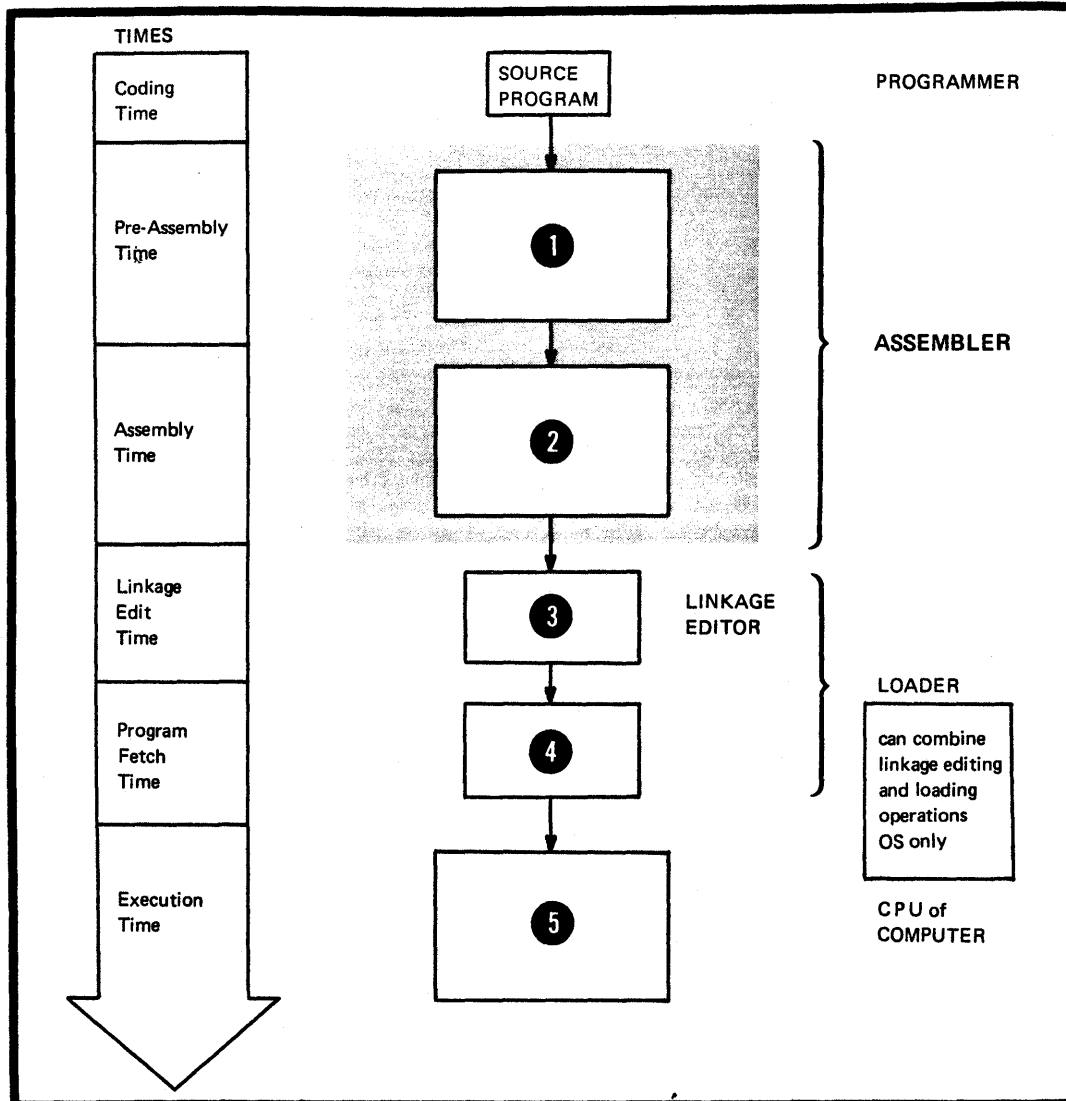 TIMES
Coding
Time
Pre-Assembly
Time
Assembly
Time
Linkage
Edit
Time
Program
Fetch
Time
Execution
Time
SOURCE
PROGRAM
1
2
3
4
5
LINKAGE
EDITOR
PROGRAMMER
ASSEMBLER
LOADER
can combine
linkage editing
and loading
operations
OS only
CPU of
COMPUTER